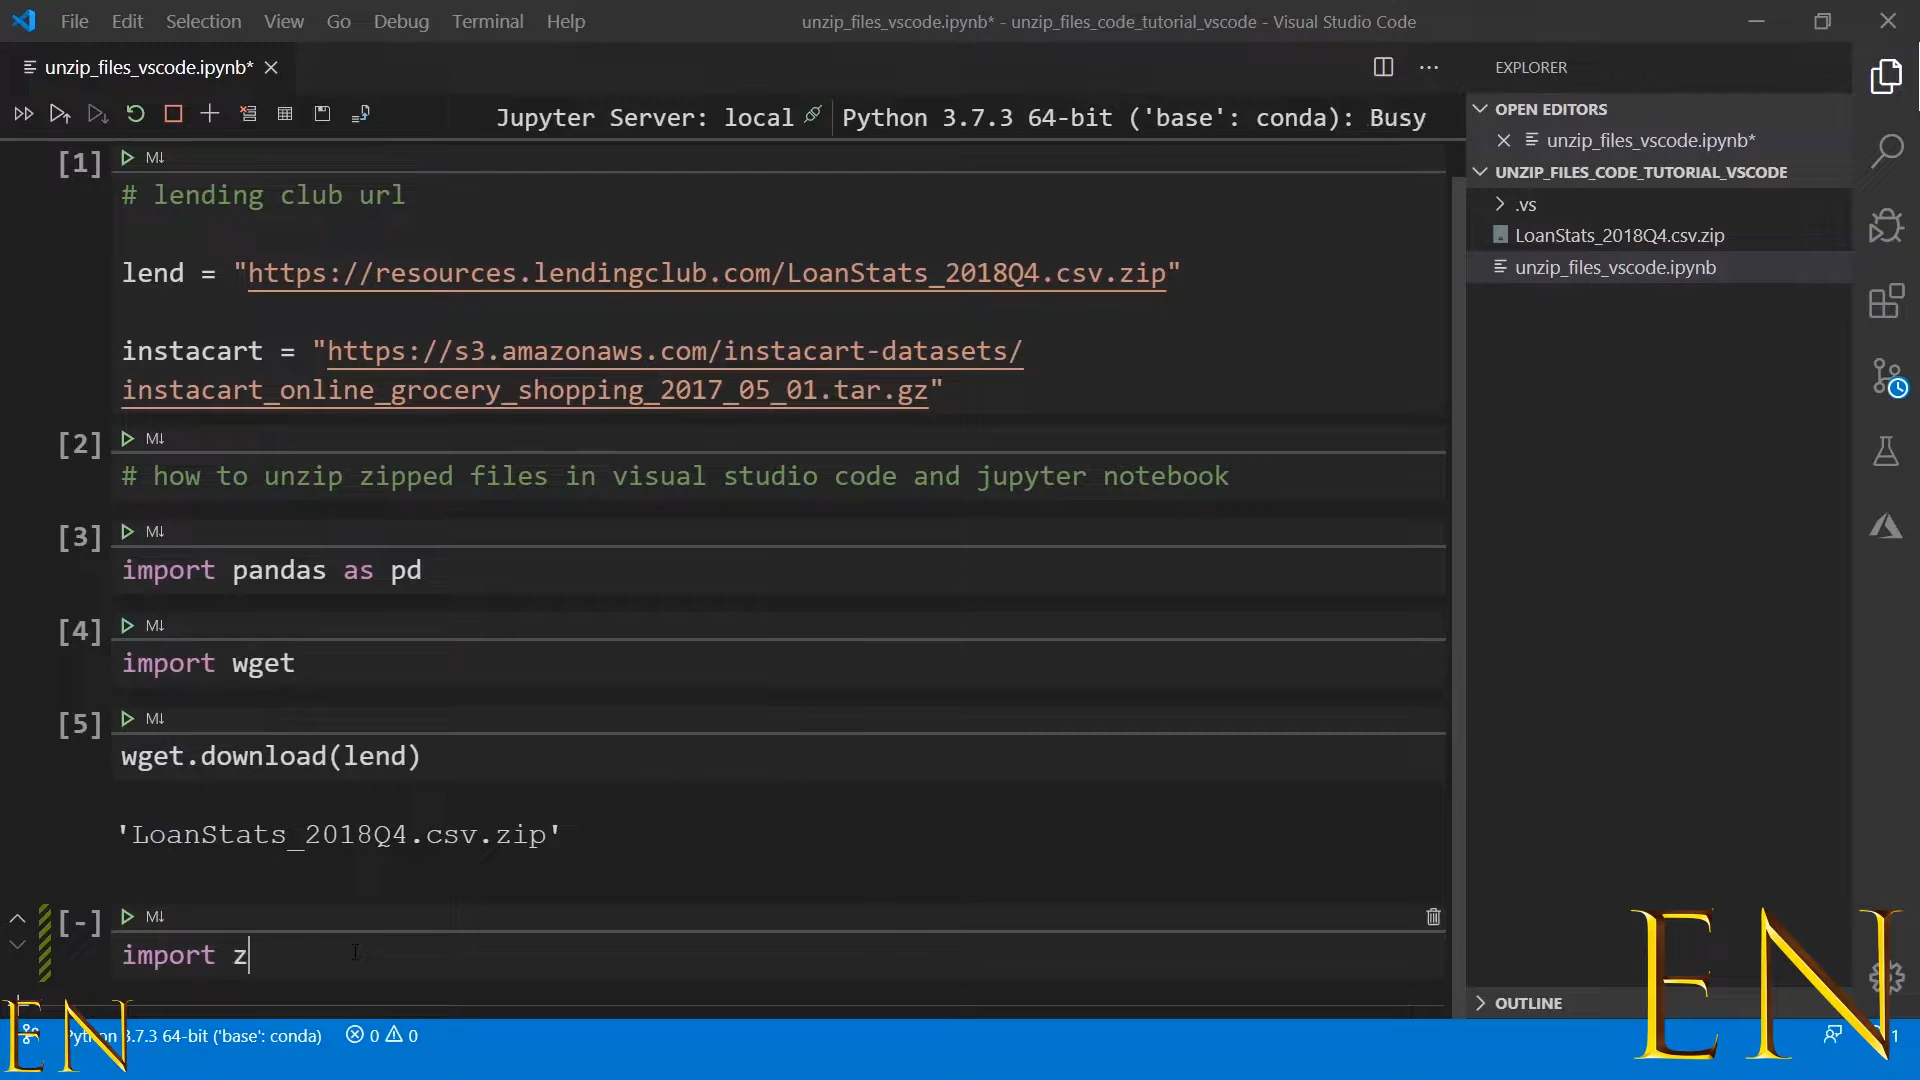 File Edit Selection View Go Debug Terminal Help
unzip_files_vscode.ipynb* - unzip_files_code_tutorial_vscode - Visual Studio Code
unzip_files_vscode.ipynb*
Jupyter Server: local
Python 3.7.3 64-bit ('base': conda): Busy
[1]
M↓
# lending club url
lend = "https://resources.lendingclub.com/LoanStats_2018Q4.csv.zip"
instacart = "https://s3.amazonaws.com/instacart-datasets/
instacart_online_grocery_shopping_2017_05_01.tar.gz"
[2]
M↓
# how to unzip zipped files in visual studio code and jupyter notebook
[3]
M↓
import pandas as pd
[4]
M↓
import wget
[5]
M↓
wget.download(lend)
'LoanStats_2018Q4.csv.zip'
[-]
M↓
import z
EXPLORER
OPEN EDITORS
unzip_files_vscode.ipynb*
UNZIP_FILES_CODE_TUTORIAL_VSCODE
.vs
LoanStats_2018Q4.csv.zip
unzip_files_vscode.ipynb
OUTLINE
EN
EN
Python 3.7.3 64-bit ('base': conda)
0
0
1